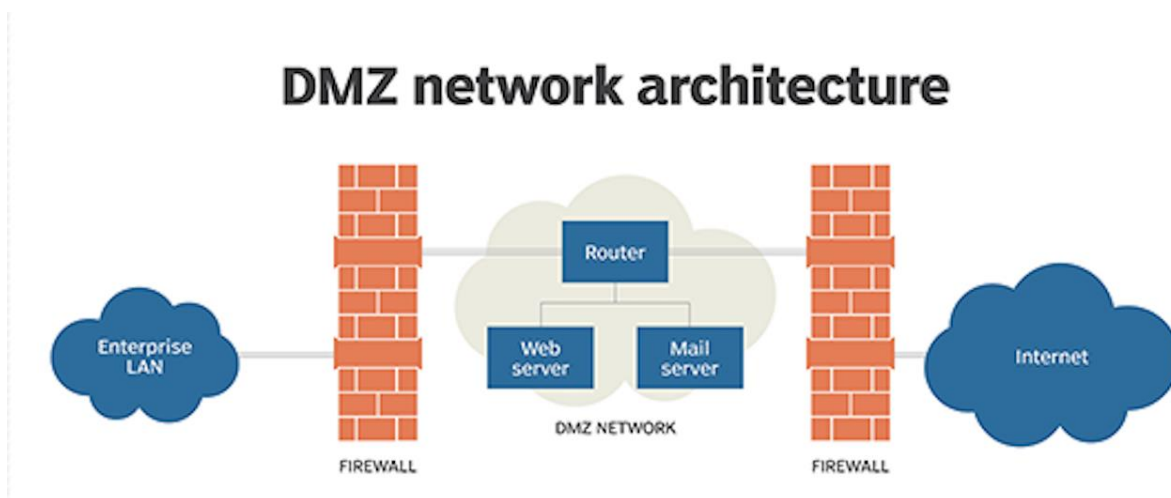 DMZ network architecture
Router
Enterprise
LAN
Web
server
Mail
server
Internet
DMZ NETWORK
FIREWALL
FIREWALL